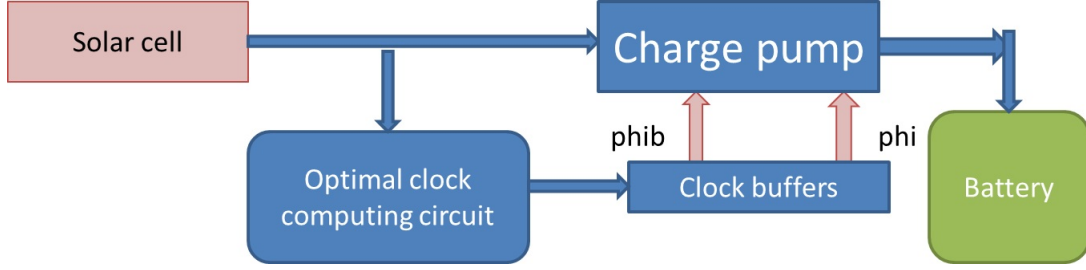 Solar cell
Charge pump
phib
phi
Optimal clock
computing circuit
Clock buffers
Battery